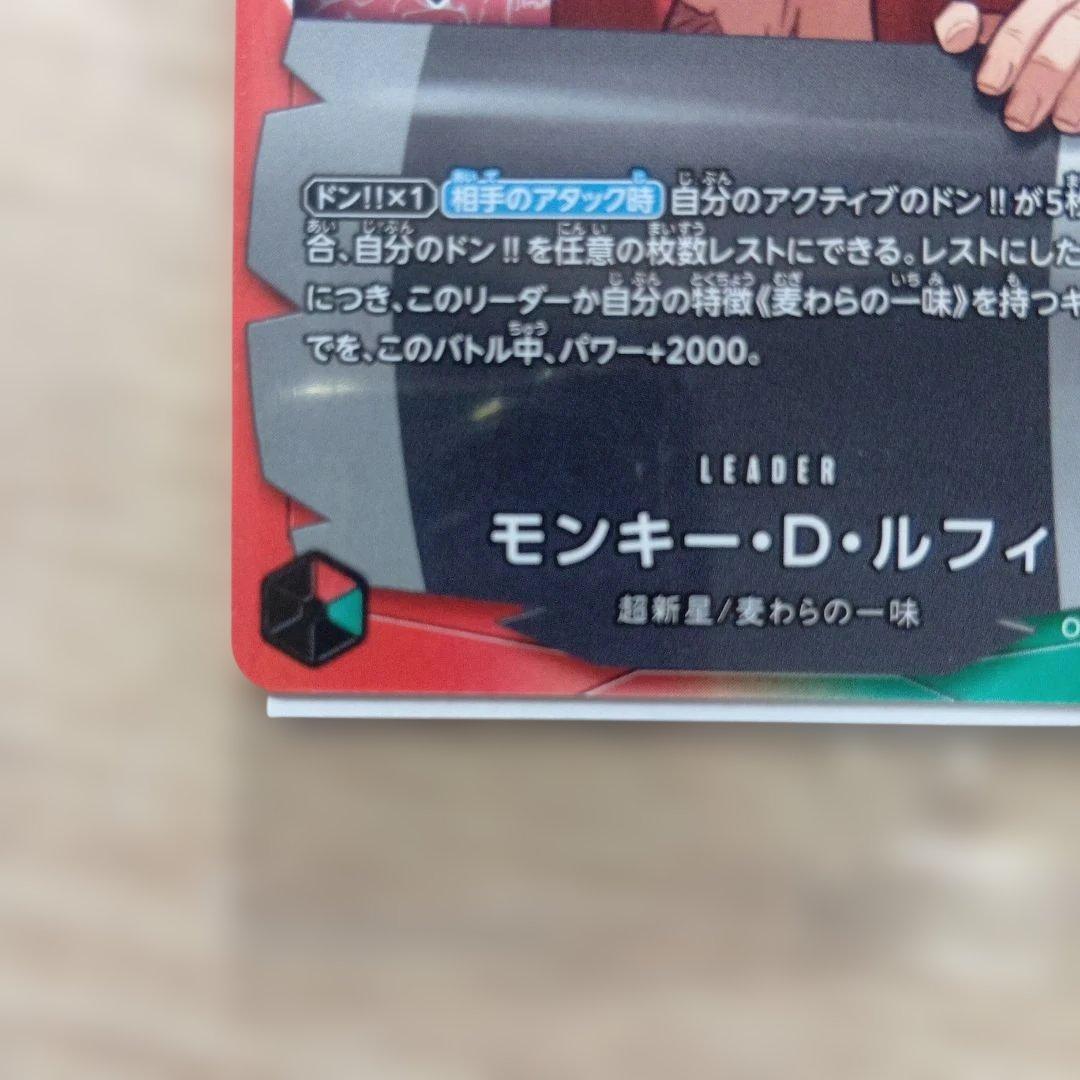 ドン!!×1 相手のアタック時 自分のアクティブのドン!!が5
合、自分のドン!!を任意の枚数レストにできる。レストにした
につき、このリーダーか自分の特徴《麦わらの一味》を持つキ
でを、このバトル中、パワー+2000。
LEADER
モンキー・D・ルフィ
超新星/麦わらの一味